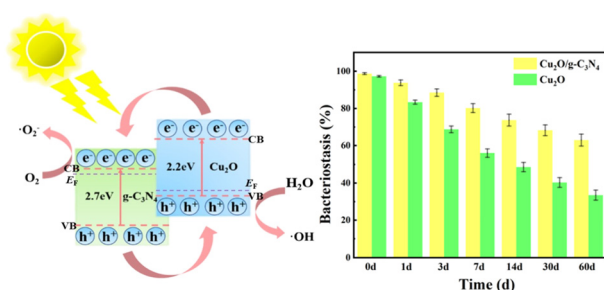 ·O₂⁻
O₂
e⁻ e⁻ e⁻ e⁻
CB
E_F
2.7eV g-C₃N₄
VB
h⁺ h⁺ h⁺ h⁺
e⁻ e⁻ e⁻ e⁻
CB
2.2eV Cu₂O
E_F
VB
h⁺ h⁺ h⁺ h⁺
H₂O
·OH
Bacteriostasis (%)
100
80
60
40
20
0
Cu₂O/g-C₃N₄
Cu₂O
0d 1d 3d 7d 14d 30d 60d
Time (d)